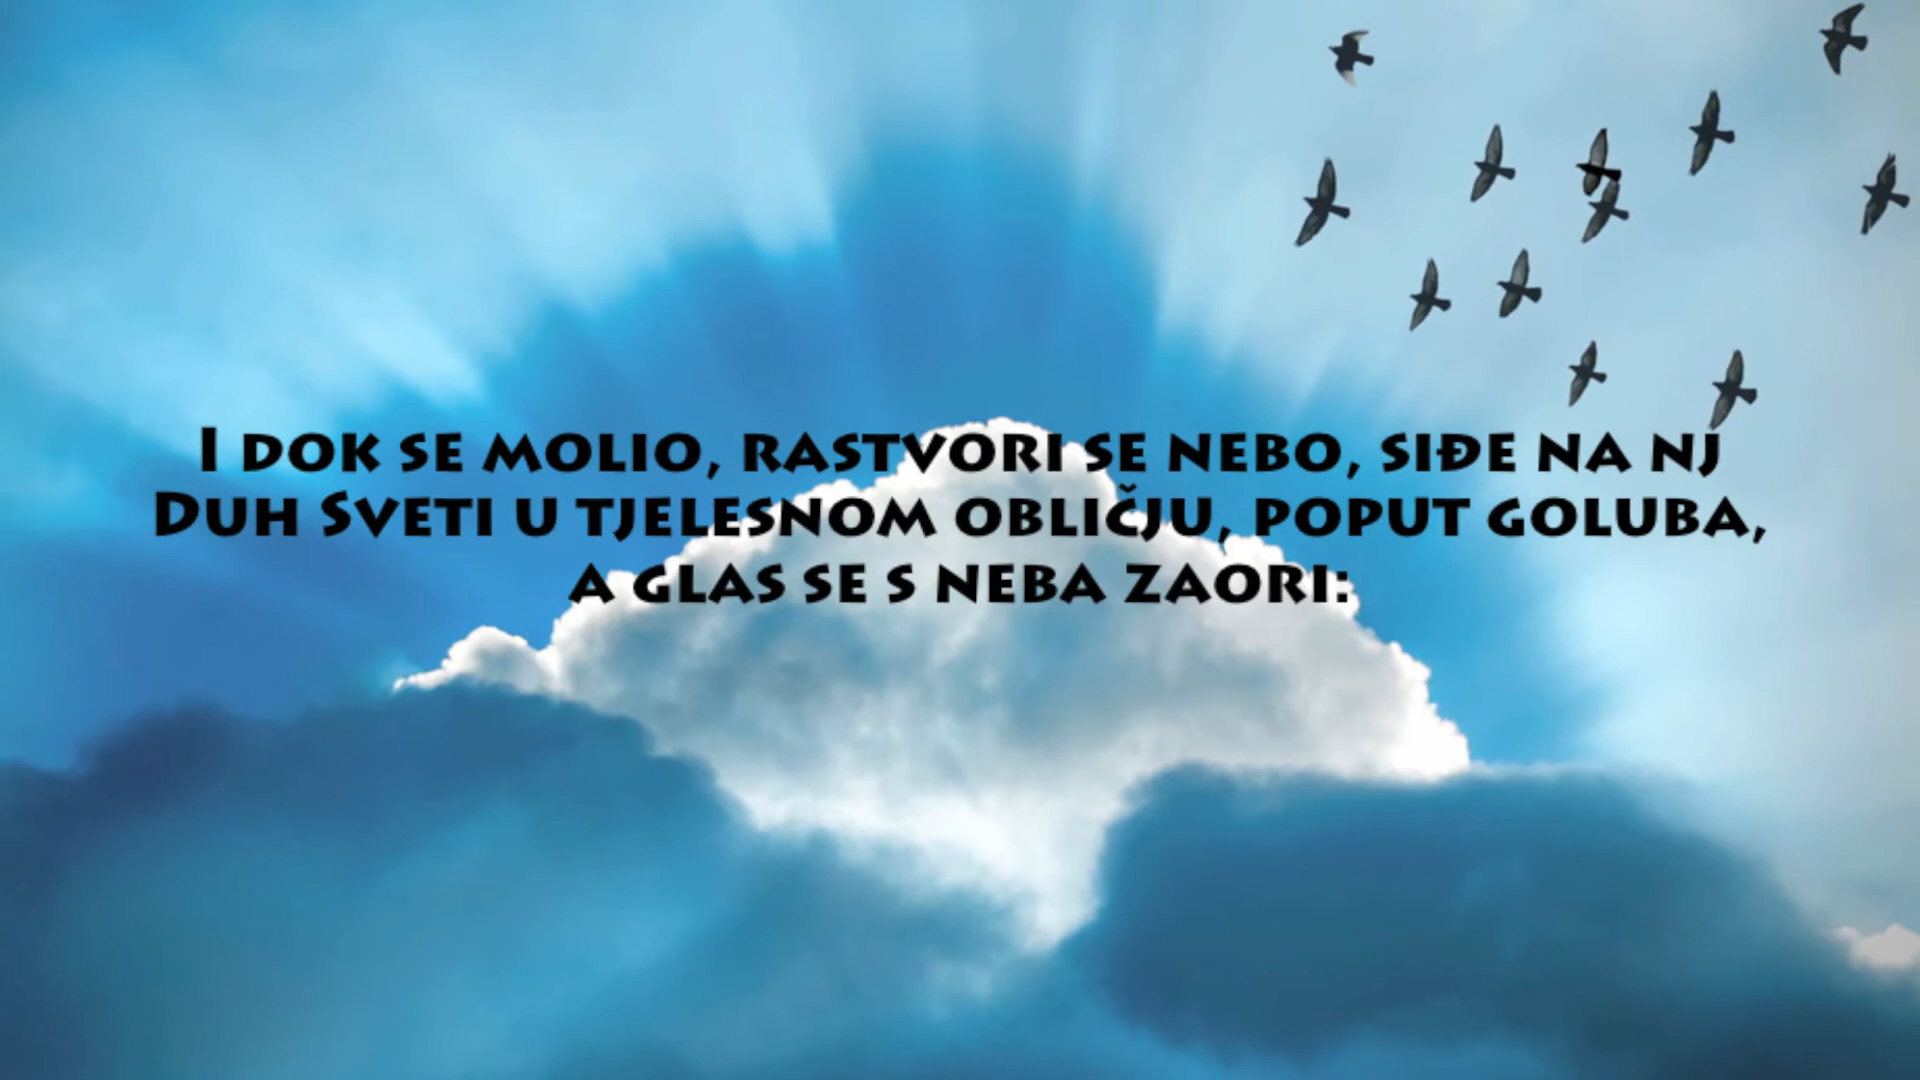 I dok se molio, rastvori se nebo, siđe na nj
Duh Sveti u tjelesnom obličju, poput goluba,
a glas se s neba zaori: